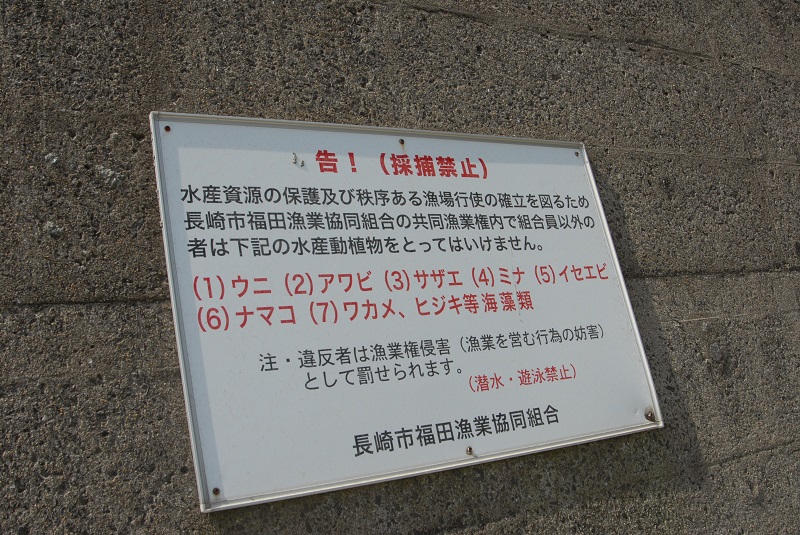 告！（採捕禁止）
水産資源の保護及び秩序ある漁場行使の確立を図るため
長崎市福田漁業協同組合の共同漁業権内で組合員以外の
者は下記の水産動植物をとってはいけません。
(1)ウニ (2)アワビ (3)サザエ (4)ミナ (5)イセエビ
(6)ナマコ (7)ワカメ、ヒジキ等海藻類
注・違反者は漁業権侵害（漁業を営む行為の妨害）
として罰せられます。
（潜水・遊泳禁止）
長崎市福田漁業協同組合